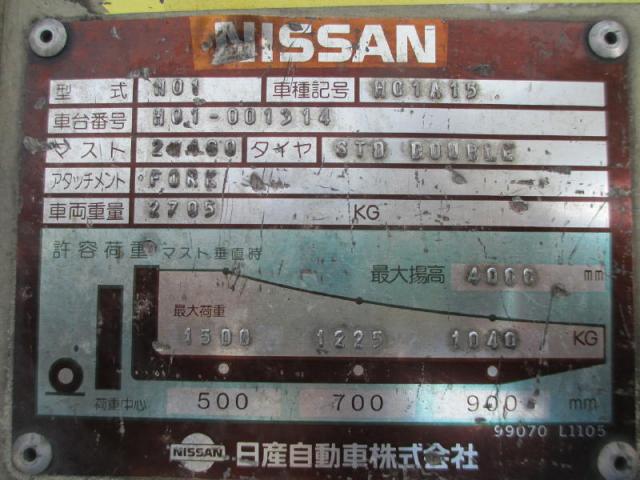 NISSAN
型式 H01 車種記号 H01A15
車台番号 H01-001314
マスト タイヤ STD DOUBLE
アタッチメント FORK
車両重量 2705 KG
許容荷重 マスト垂直時
最大揚高 4000 mm
最大荷重
1500 1225 1040 KG
荷重中心 500 700 900 mm
99070 L1105
NISSAN 日産自動車株式会社